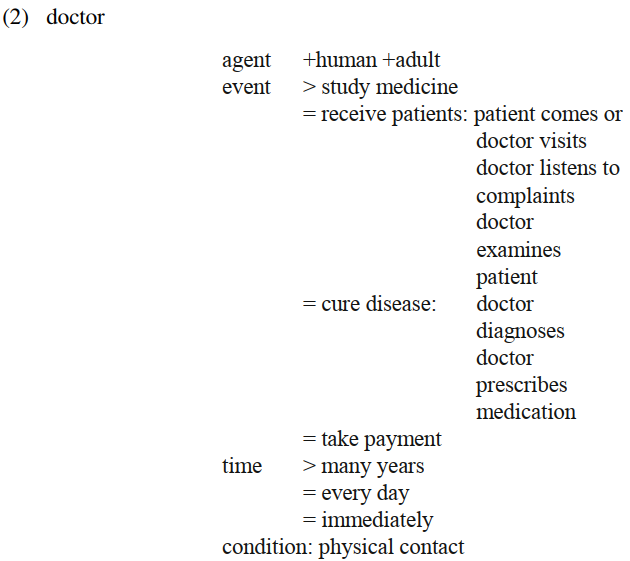 (2) doctor
agent +human +adult
event > study medicine
= receive patients: patient comes or
doctor visits
doctor listens to
complaints
doctor
examines
patient
= cure disease: doctor
diagnoses
doctor
prescribes
medication
= take payment
time > many years
= every day
= immediately
condition: physical contact